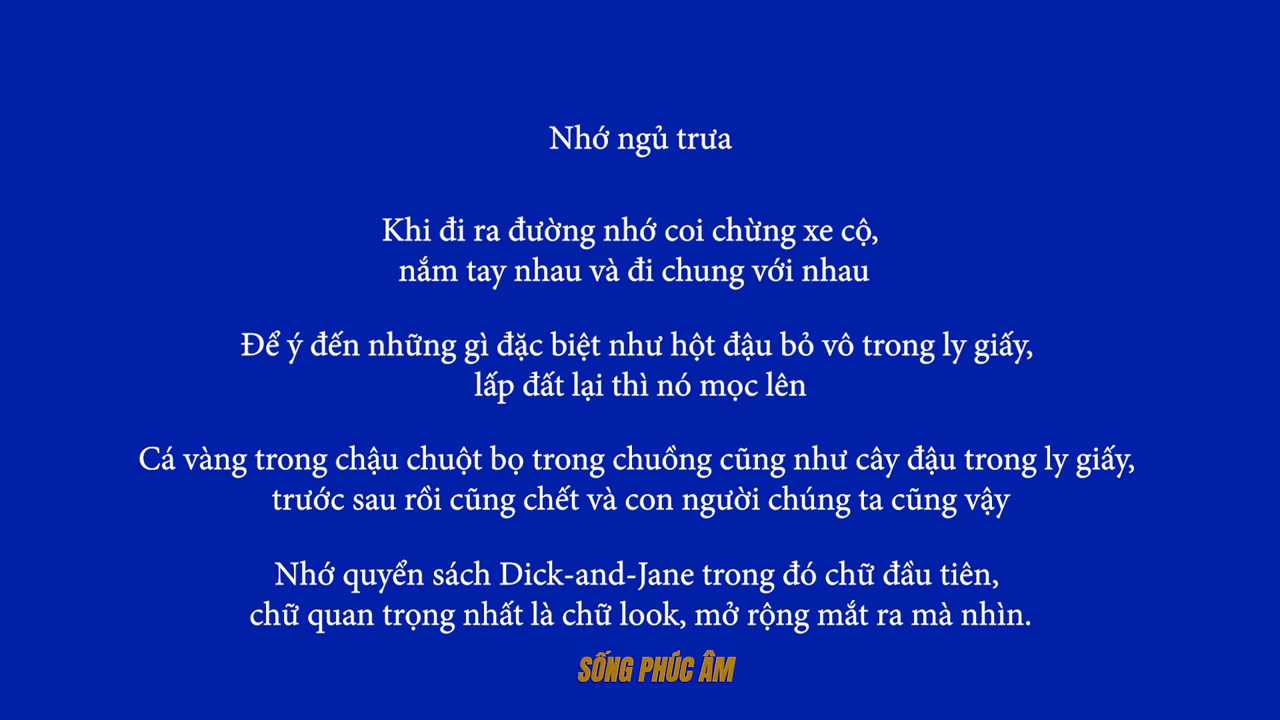 Nhớ ngủ trưa
Khi đi ra đường nhớ coi chừng xe cộ,
nắm tay nhau và đi chung với nhau
Để ý đến những gì đặc biệt như hột đậu bỏ vô trong ly giấy,
lấp đất lại thì nó mọc lên
Cá vàng trong chậu chuột bọ trong chuồng cũng như cây đậu trong ly giấy,
trước sau rồi cũng chết và con người chúng ta cũng vậy
Nhớ quyển sách Dick-and-Jane trong đó chữ đầu tiên,
chữ quan trọng nhất là chữ look, mở rộng mắt ra mà nhìn.
SỐNG PHÚC ÂM